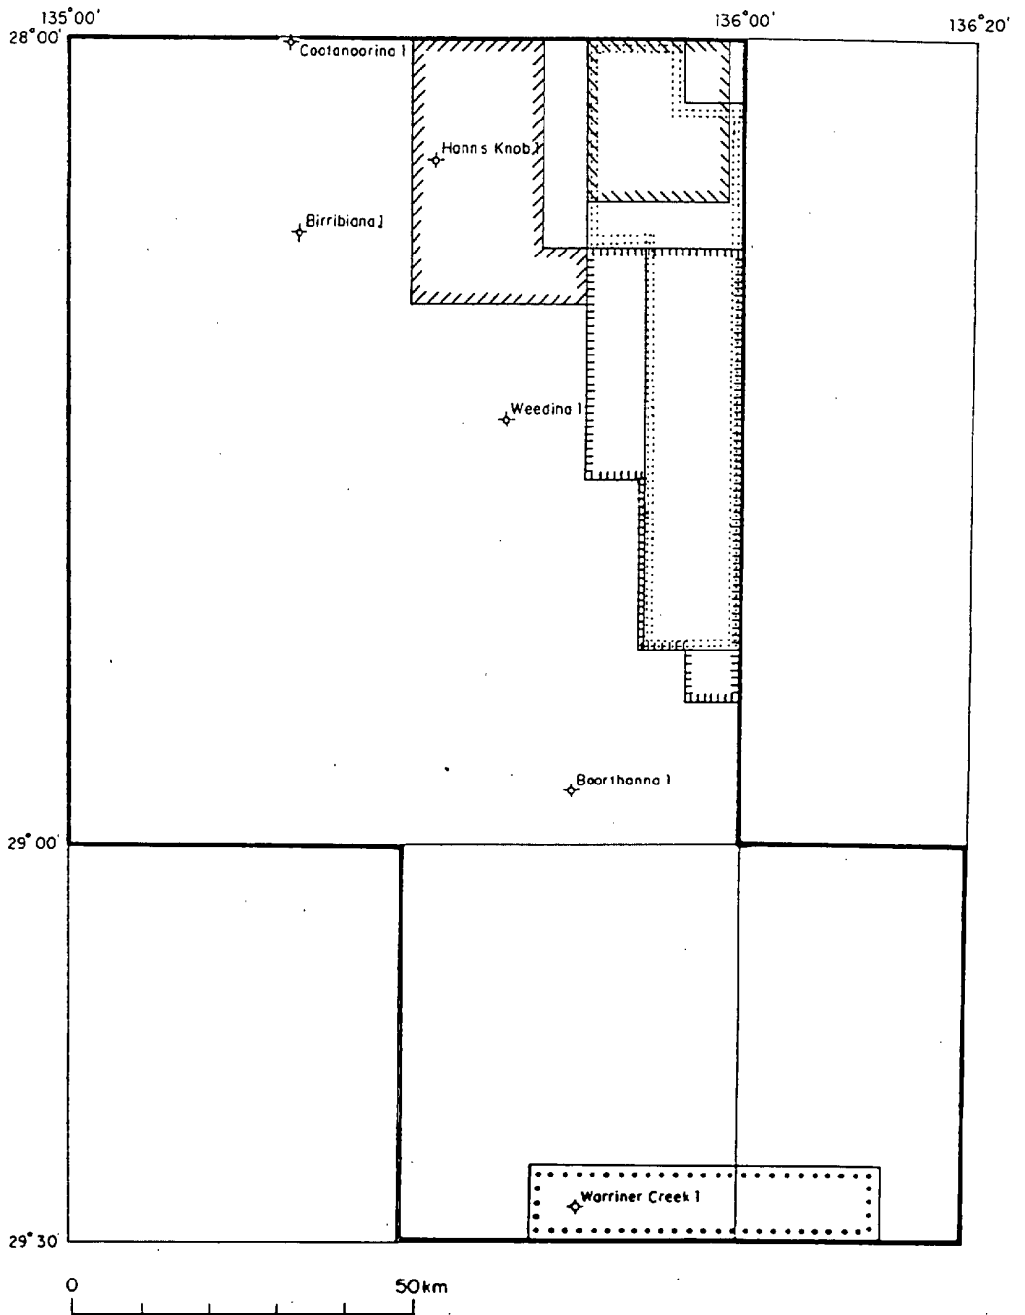 135°00'
136°00'
136°20'
28°00'
Cootanoorina 1
Hann's Knob 1
Birribiana 1
Weedina 1
Boorthanna 1
29°00'
Warriner Creek 1
29°30'
0
50km